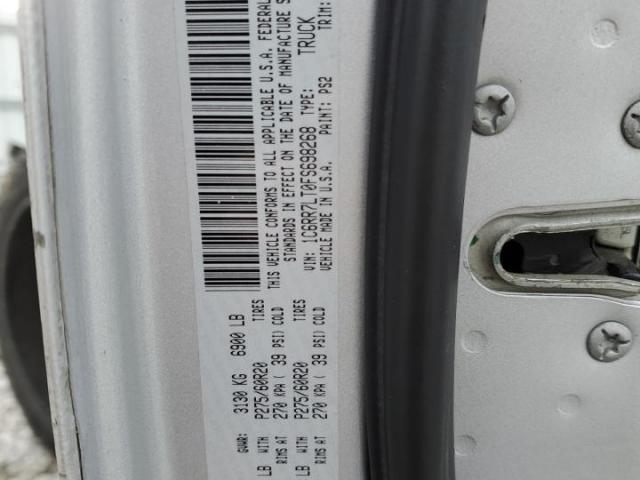 THIS VEHICLE CONFORMS TO ALL APPLICABLE U.S.A. FEDERAL
STANDARDS IN EFFECT ON THE DATE OF MANUFACTURE S
VIN: 1C6RR7LT0FS698268 TYPE: TRUCK
VEHICLE MADE IN U.S.A. PAINT: PS2 TRIM:
GVWR: 3130 KG 6900 LB
LB WITH P275/60R20 TIRES
RIMS AT 270 KPA ( 39 PSI) COLD
LB WITH P275/60R20 TIRES
RIMS AT 270 KPA ( 39 PSI) COLD